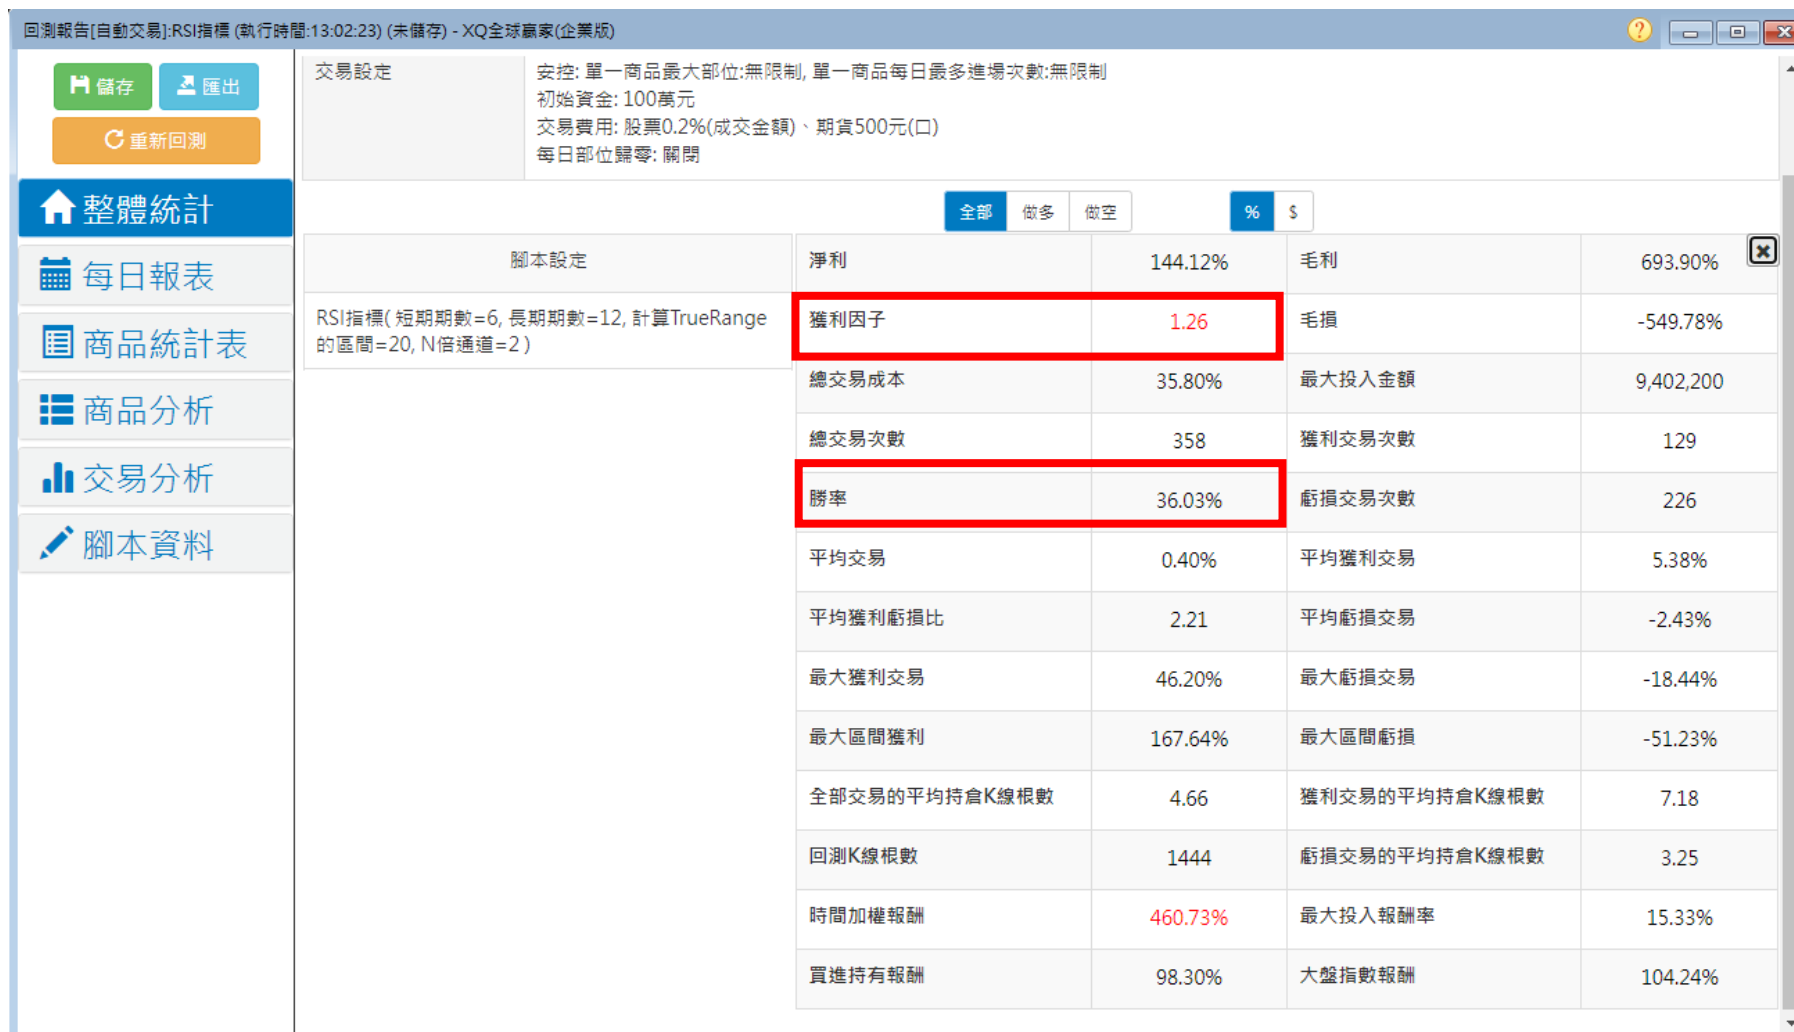 回測報告[自動交易]:RSI指標 (執行時間:13:02:23) (未儲存) - XQ全球贏家(企業版)
?
儲存
匯出
重新回測
整體統計
每日報表
商品統計表
商品分析
交易分析
腳本資料
交易設定
安控: 單一商品最大部位:無限制, 單一商品每日最多進場次數:無限制
初始資金: 100萬元
交易費用: 股票0.2%(成交金額)、期貨500元(口)
每日部位歸零: 關閉
全部 做多 做空 % $
腳本設定
RSI指標( 短期期數=6, 長期期數=12, 計算TrueRange
的區間=20, N倍通道=2 )
淨利 144.12% 毛利 693.90%
獲利因子 1.26 毛損 -549.78%
總交易成本 35.80% 最大投入金額 9,402,200
總交易次數 358 獲利交易次數 129
勝率 36.03% 虧損交易次數 226
平均交易 0.40% 平均獲利交易 5.38%
平均獲利虧損比 2.21 平均虧損交易 -2.43%
最大獲利交易 46.20% 最大虧損交易 -18.44%
最大區間獲利 167.64% 最大區間虧損 -51.23%
全部交易的平均持倉K線根數 4.66 獲利交易的平均持倉K線根數 7.18
回測K線根數 1444 虧損交易的平均持倉K線根數 3.25
時間加權報酬 460.73% 最大投入報酬率 15.33%
買進持有報酬 98.30% 大盤指數報酬 104.24%